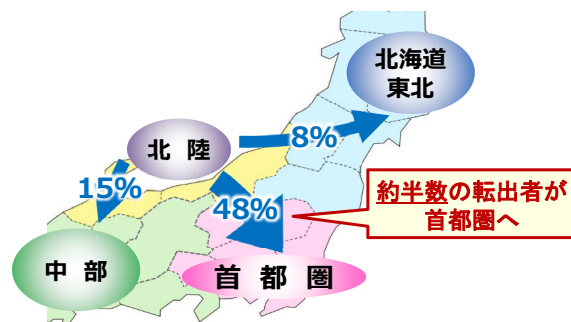 北海道
東北
8%
北 陸
15%
48%
約半数の転出者が
首都圏へ
中 部
首 都 圏